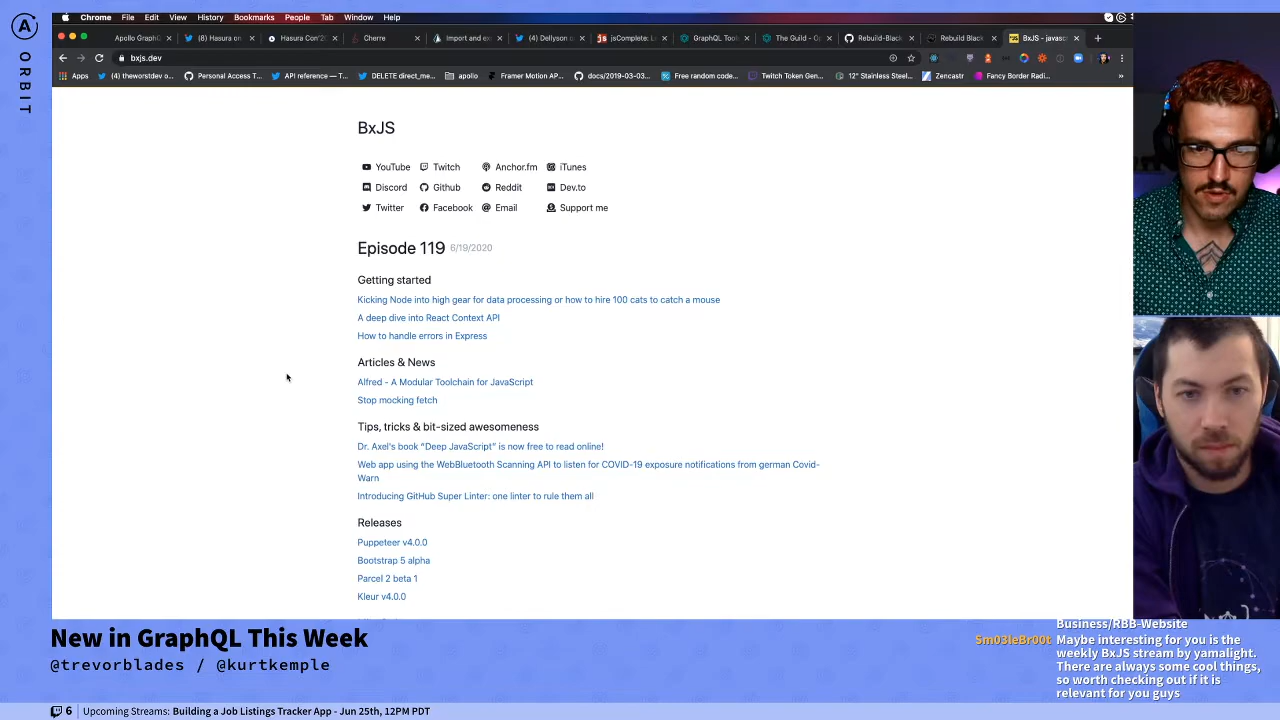 A
ORBIT
Chrome File Edit View History Bookmarks People Tab Window Help
Apollo Graph
(8) Hasura on
Hasura Con'2
Cherre
Import and ex
(4) Dellyson o
jsComplete: L
GraphQL Tool
The Guild - O
Rebuild-Black
Rebuild Black
BxJS - javasc
bxjs.dev
Apps
(4) theworstdev o...
Personal Access T...
API reference — T...
DELETE direct_me...
apollo
Framer Motion AP...
docs/2019-03-03...
Free random code...
Twitch Token Gen...
12" Stainless Steel...
Zencastr
Fancy Border Radi...
»
BxJS
YouTube Twitch Anchor.fm iTunes
Discord Github Reddit Dev.to
Twitter Facebook Email Support me
Episode 119 6/19/2020
Getting started
Kicking Node into high gear for data processing or how to hire 100 cats to catch a mouse
A deep dive into React Context API
How to handle errors in Express
Articles & News
Alfred - A Modular Toolchain for JavaScript
Stop mocking fetch
Tips, tricks & bit-sized awesomeness
Dr. Axel's book “Deep JavaScript” is now free to read online!
Web app using the WebBluetooth Scanning API to listen for COVID-19 exposure notifications from german Covid-
Warn
Introducing GitHub Super Linter: one linter to rule them all
Releases
Puppeteer v4.0.0
Bootstrap 5 alpha
Parcel 2 beta 1
Kleur v4.0.0
New in GraphQL This Week
@trevorblades / @kurtkemple
Business/RBB-Website
Sm03leBr00t Maybe interesting for you is the
weekly BxJS stream by yamalight.
There are always some cool things,
so worth checking out if it is
relevant for you guys
6 Upcoming Streams: Building a Job Listings Tracker App - Jun 25th, 12PM PDT